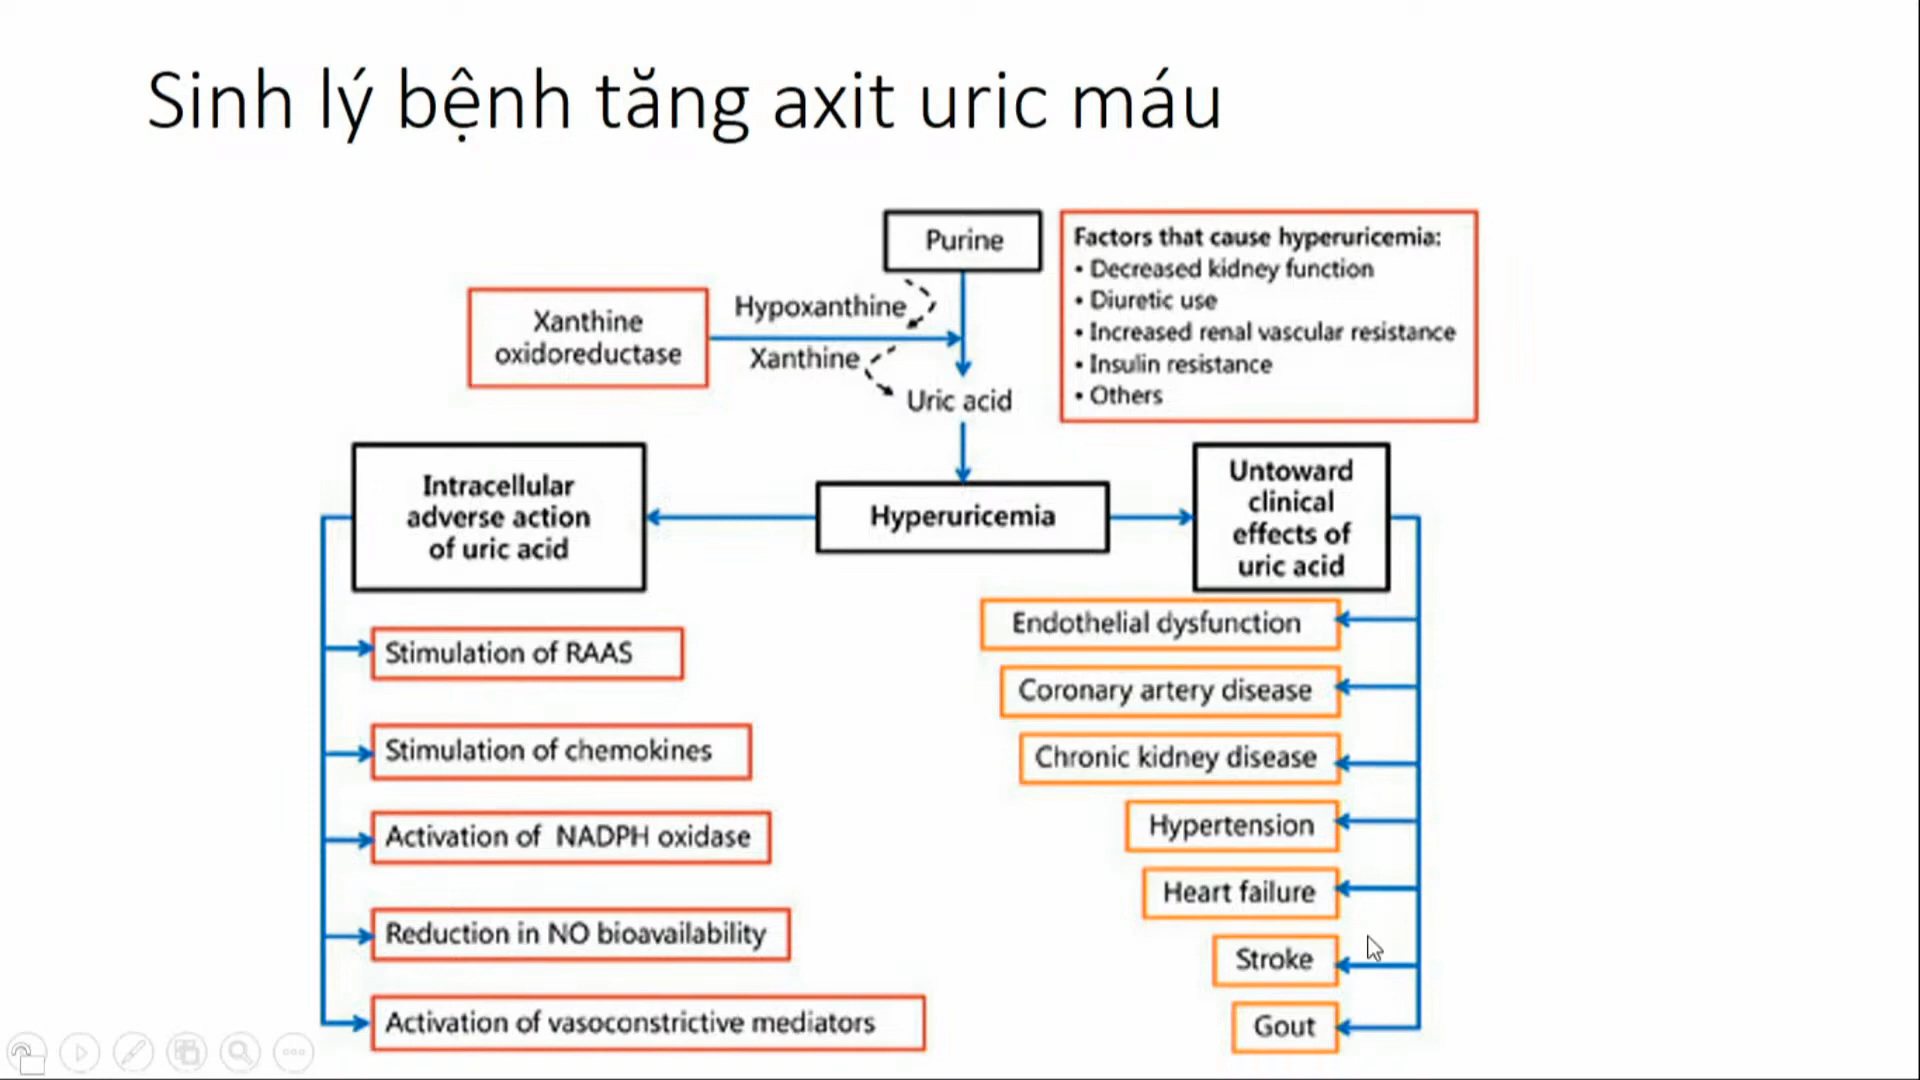 Sinh lý bệnh tăng axit uric máu
Purine
Factors that cause hyperuricemia:
• Decreased kidney function
• Diuretic use
• Increased renal vascular resistance
• Insulin resistance
• Others
Xanthine
oxidoreductase
Hypoxanthine
Xanthine
Uric acid
Intracellular
adverse action
of uric acid
Hyperuricemia
Untoward
clinical
effects of
uric acid
Stimulation of RAAS
Stimulation of chemokines
Activation of NADPH oxidase
Reduction in NO bioavailability
Activation of vasoconstrictive mediators
Endothelial dysfunction
Coronary artery disease
Chronic kidney disease
Hypertension
Heart failure
Stroke
Gout